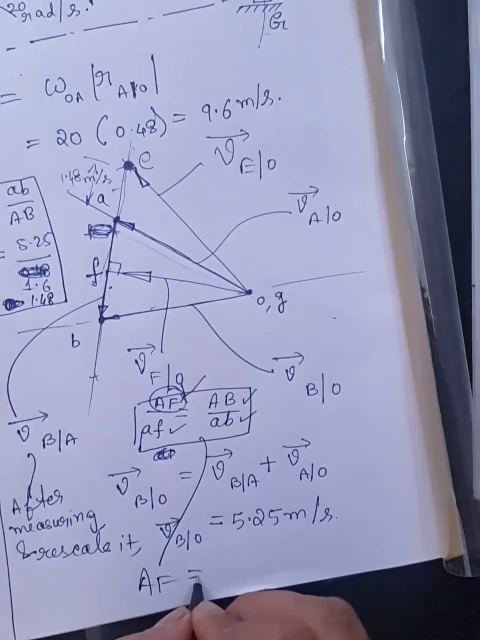 20 rad/s.
G
= ω_OA |r_A/O|
= 20 (0.48) = 9.6 m/s.
e
V_E/O
1.48 m/s
a
V_A/O
ab
AB
= 5.25
1.6
1.48
f
o, g
b
V_F/O
V_B/O
V_B/A
AF = AB
af ab
V_B/O = V_B/A + V_A/O
After
measuring
& rescale it, V_B/O = 5.25 m/s.
AF =